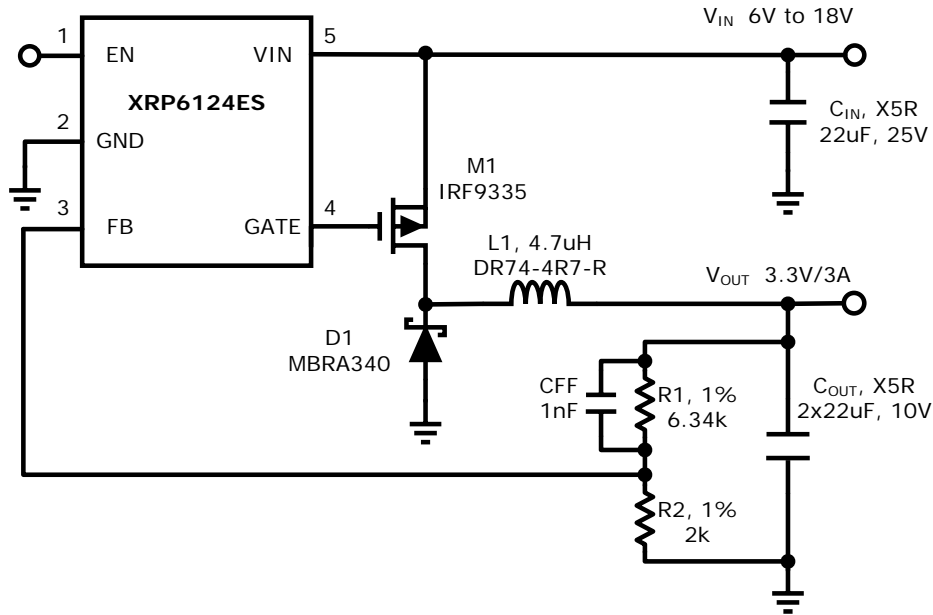 V_IN 6V to 18V
1
EN
VIN
5
XRP6124ES
2
GND
C_IN, X5R
22uF, 25V
M1
IRF9335
3
FB
GATE
4
L1, 4.7uH
DR74-4R7-R
V_OUT 3.3V/3A
D1
MBRA340
CFF
1nF
R1, 1%
6.34k
C_OUT, X5R
2x22uF, 10V
R2, 1%
2k